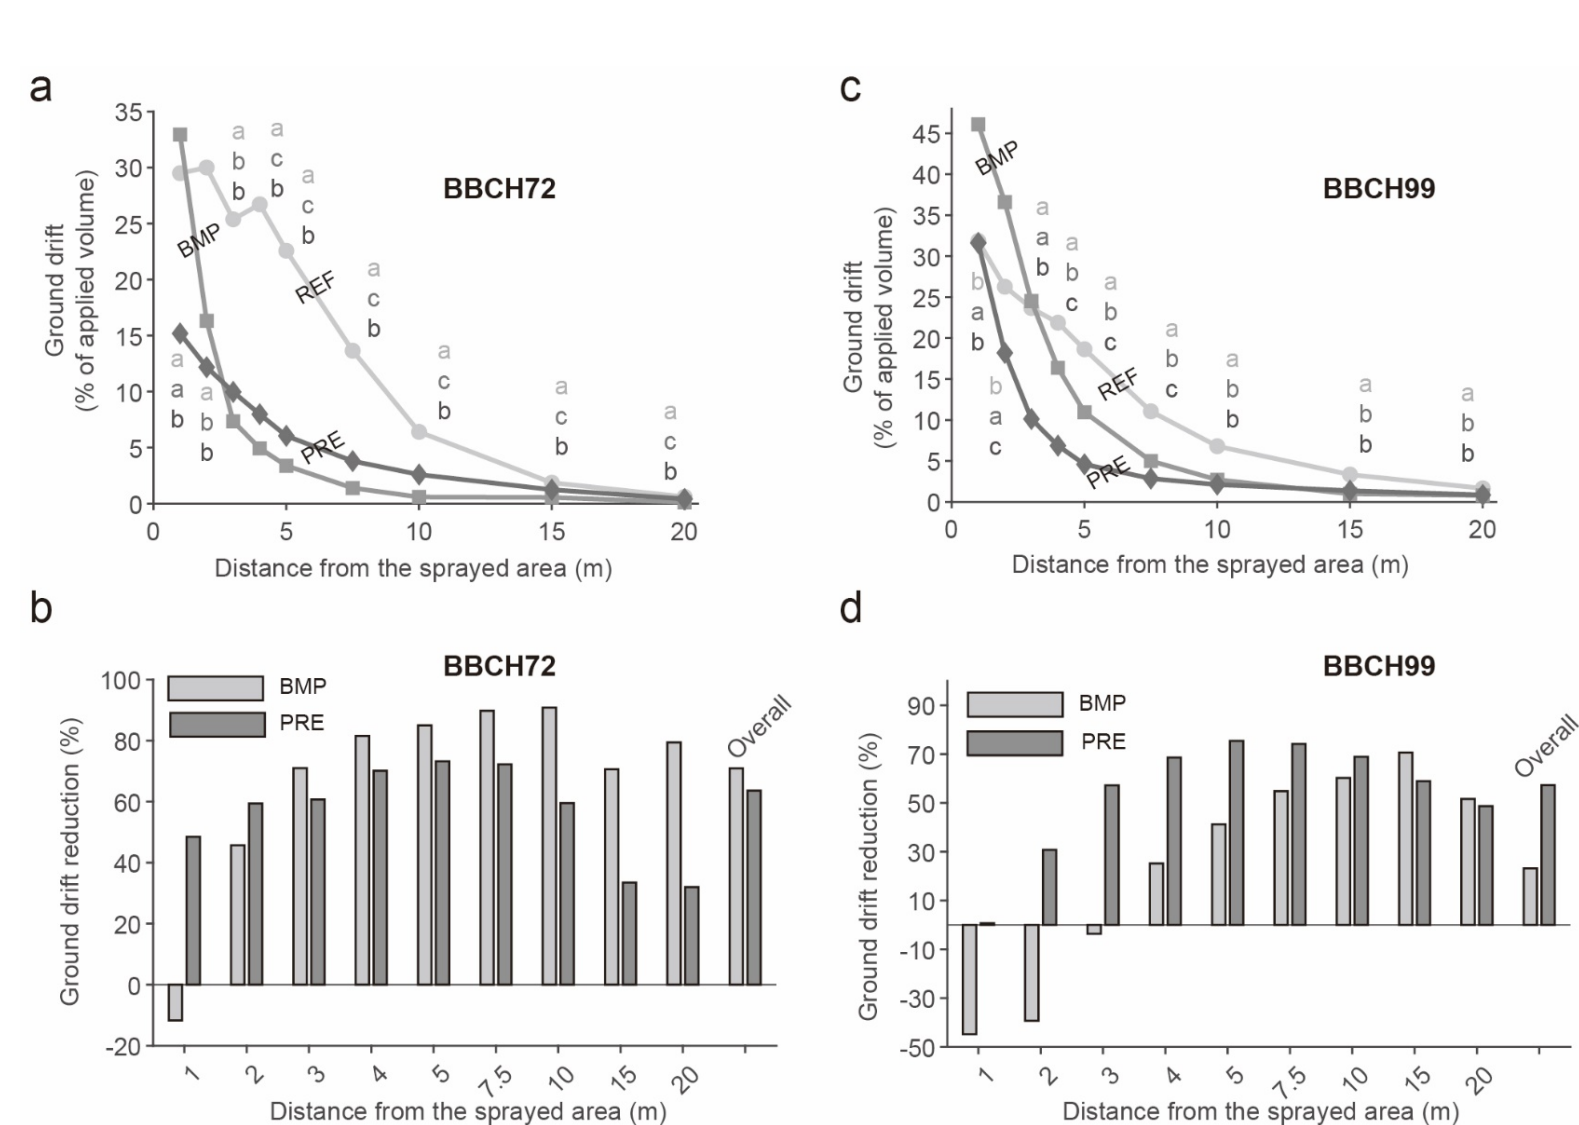 a
35
30
25
20
15
10
5
0
0 5 10 15 20
Ground drift
(% of applied volume)
Distance from the sprayed area (m)
BBCH72
BMP
REF
PRE
a
a
b
a
b
b
a
b
b
a
c
b
a
c
b
a
c
b
a
c
b
a
c
b
a
c
b
c
45
40
35
30
25
20
15
10
5
0
0 5 10 15 20
Ground drift
(% of applied volume)
Distance from the sprayed area (m)
BBCH99
BMP
REF
PRE
b
a
b
b
a
c
a
a
b
a
b
c
a
b
c
a
b
c
a
b
b
a
b
b
a
b
b
b
BBCH72
BMP
PRE
Overall
100
80
60
40
20
0
-20
Ground drift reduction (%)
1 2 3 4 5 7.5 10 15 20
Distance from the sprayed area (m)
d
BBCH99
BMP
PRE
Overall
90
70
50
30
10
-10
-30
-50
Ground drift reduction (%)
1 2 3 4 5 7.5 10 15 20
Distance from the sprayed area (m)